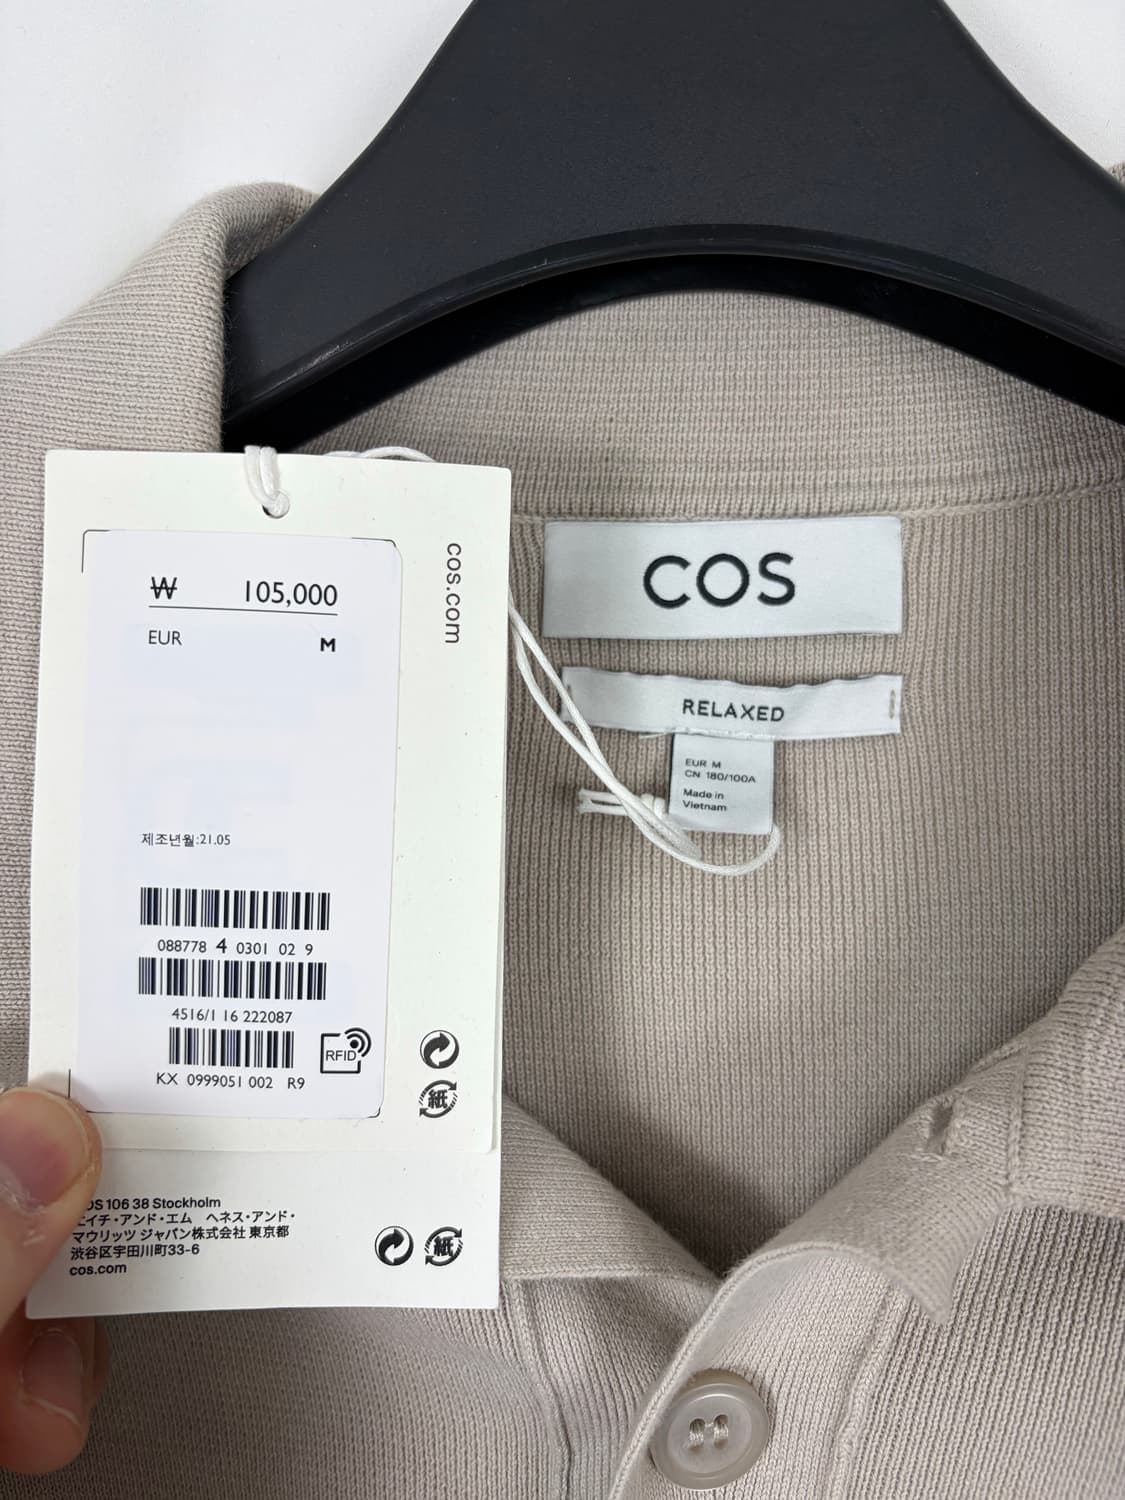 ₩ 105,000
EUR M
제조년월:21.05
088778 4 0301 02 9
4516/1 16 222087
RFID
KX 0999051 002 R9
cos.com
紙
OS 106 38 Stockholm
エイチ・アンド・エム ヘネス・アンド・
マウリッツ ジャパン株式会社 東京都
渋谷区宇田川町33-6
cos.com
紙
COS
RELAXED
EUR M
CN 180/100A
Made in
Vietnam